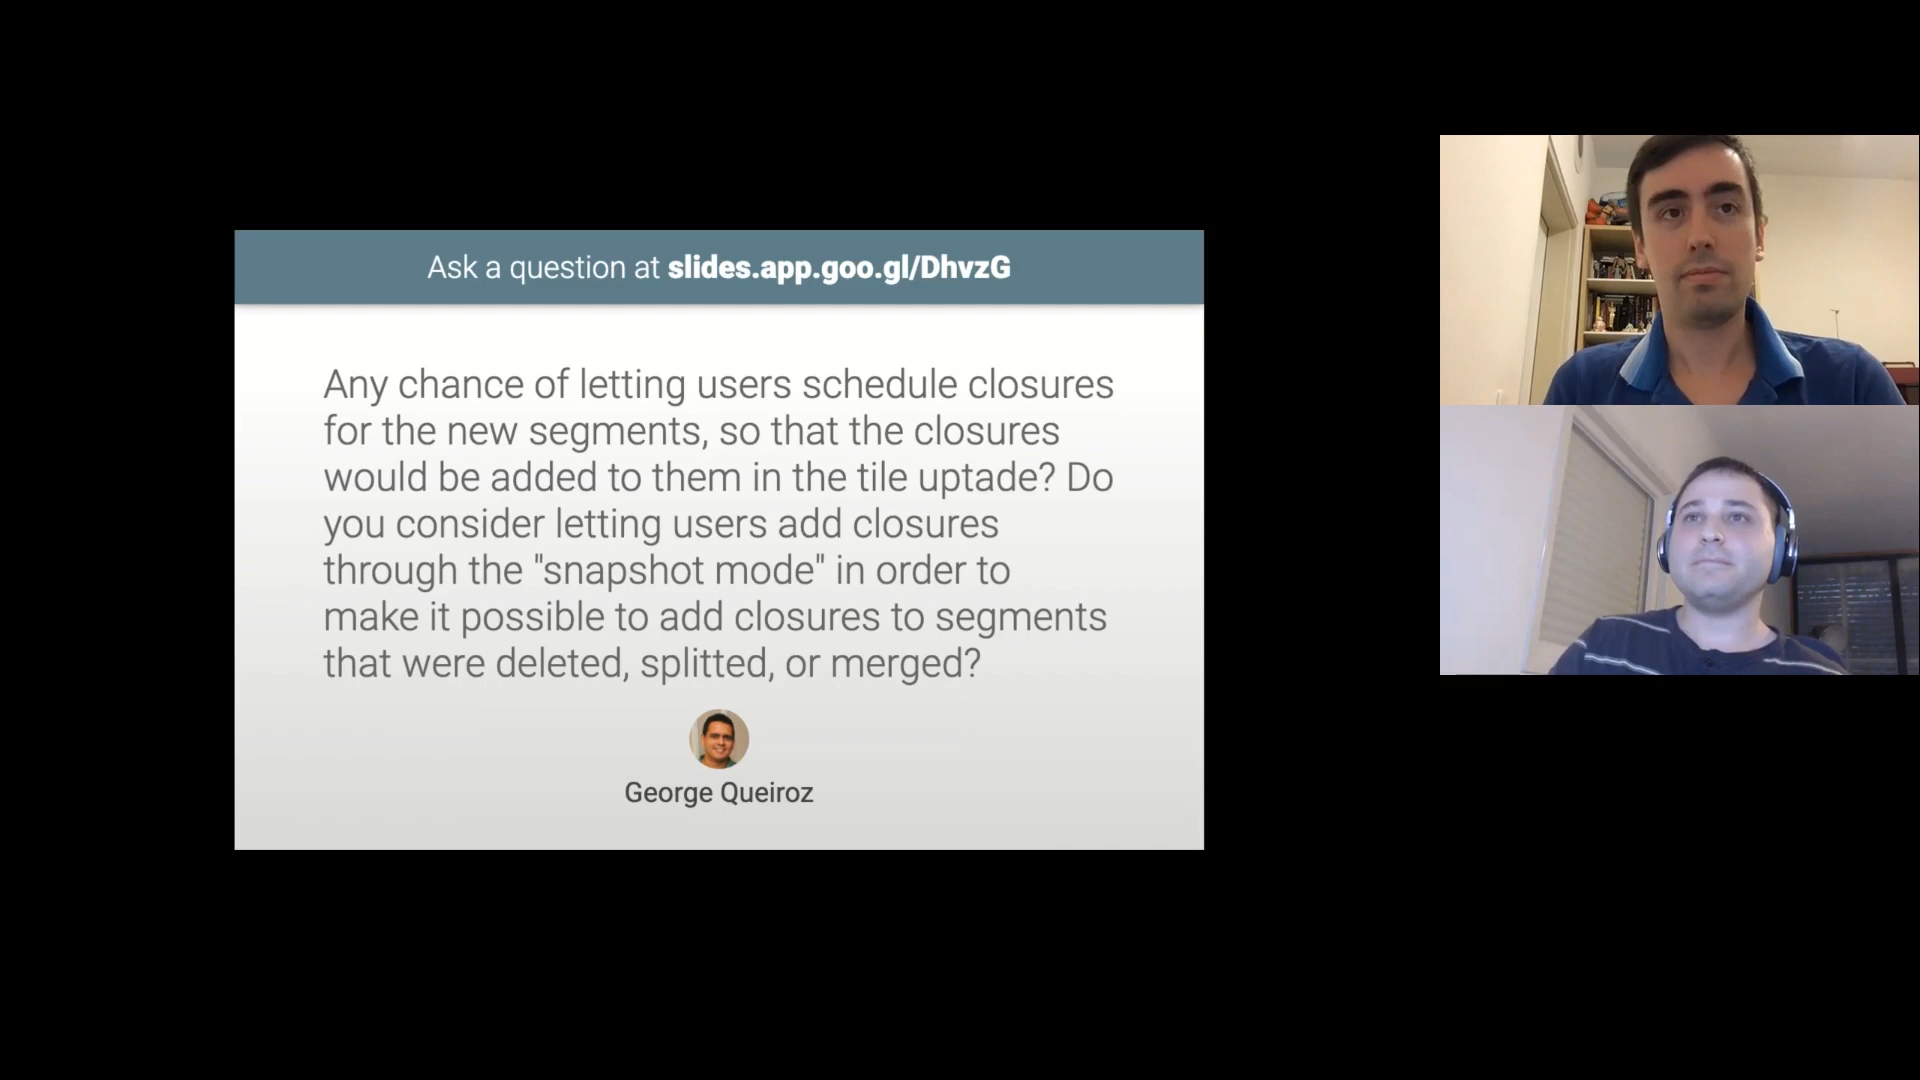 Ask a question at slides.app.goo.gl/DhvzG
Any chance of letting users schedule closures
for the new segments, so that the closures
would be added to them in the tile uptade? Do
you consider letting users add closures
through the "snapshot mode" in order to
make it possible to add closures to segments
that were deleted, splitted, or merged?
George Queiroz